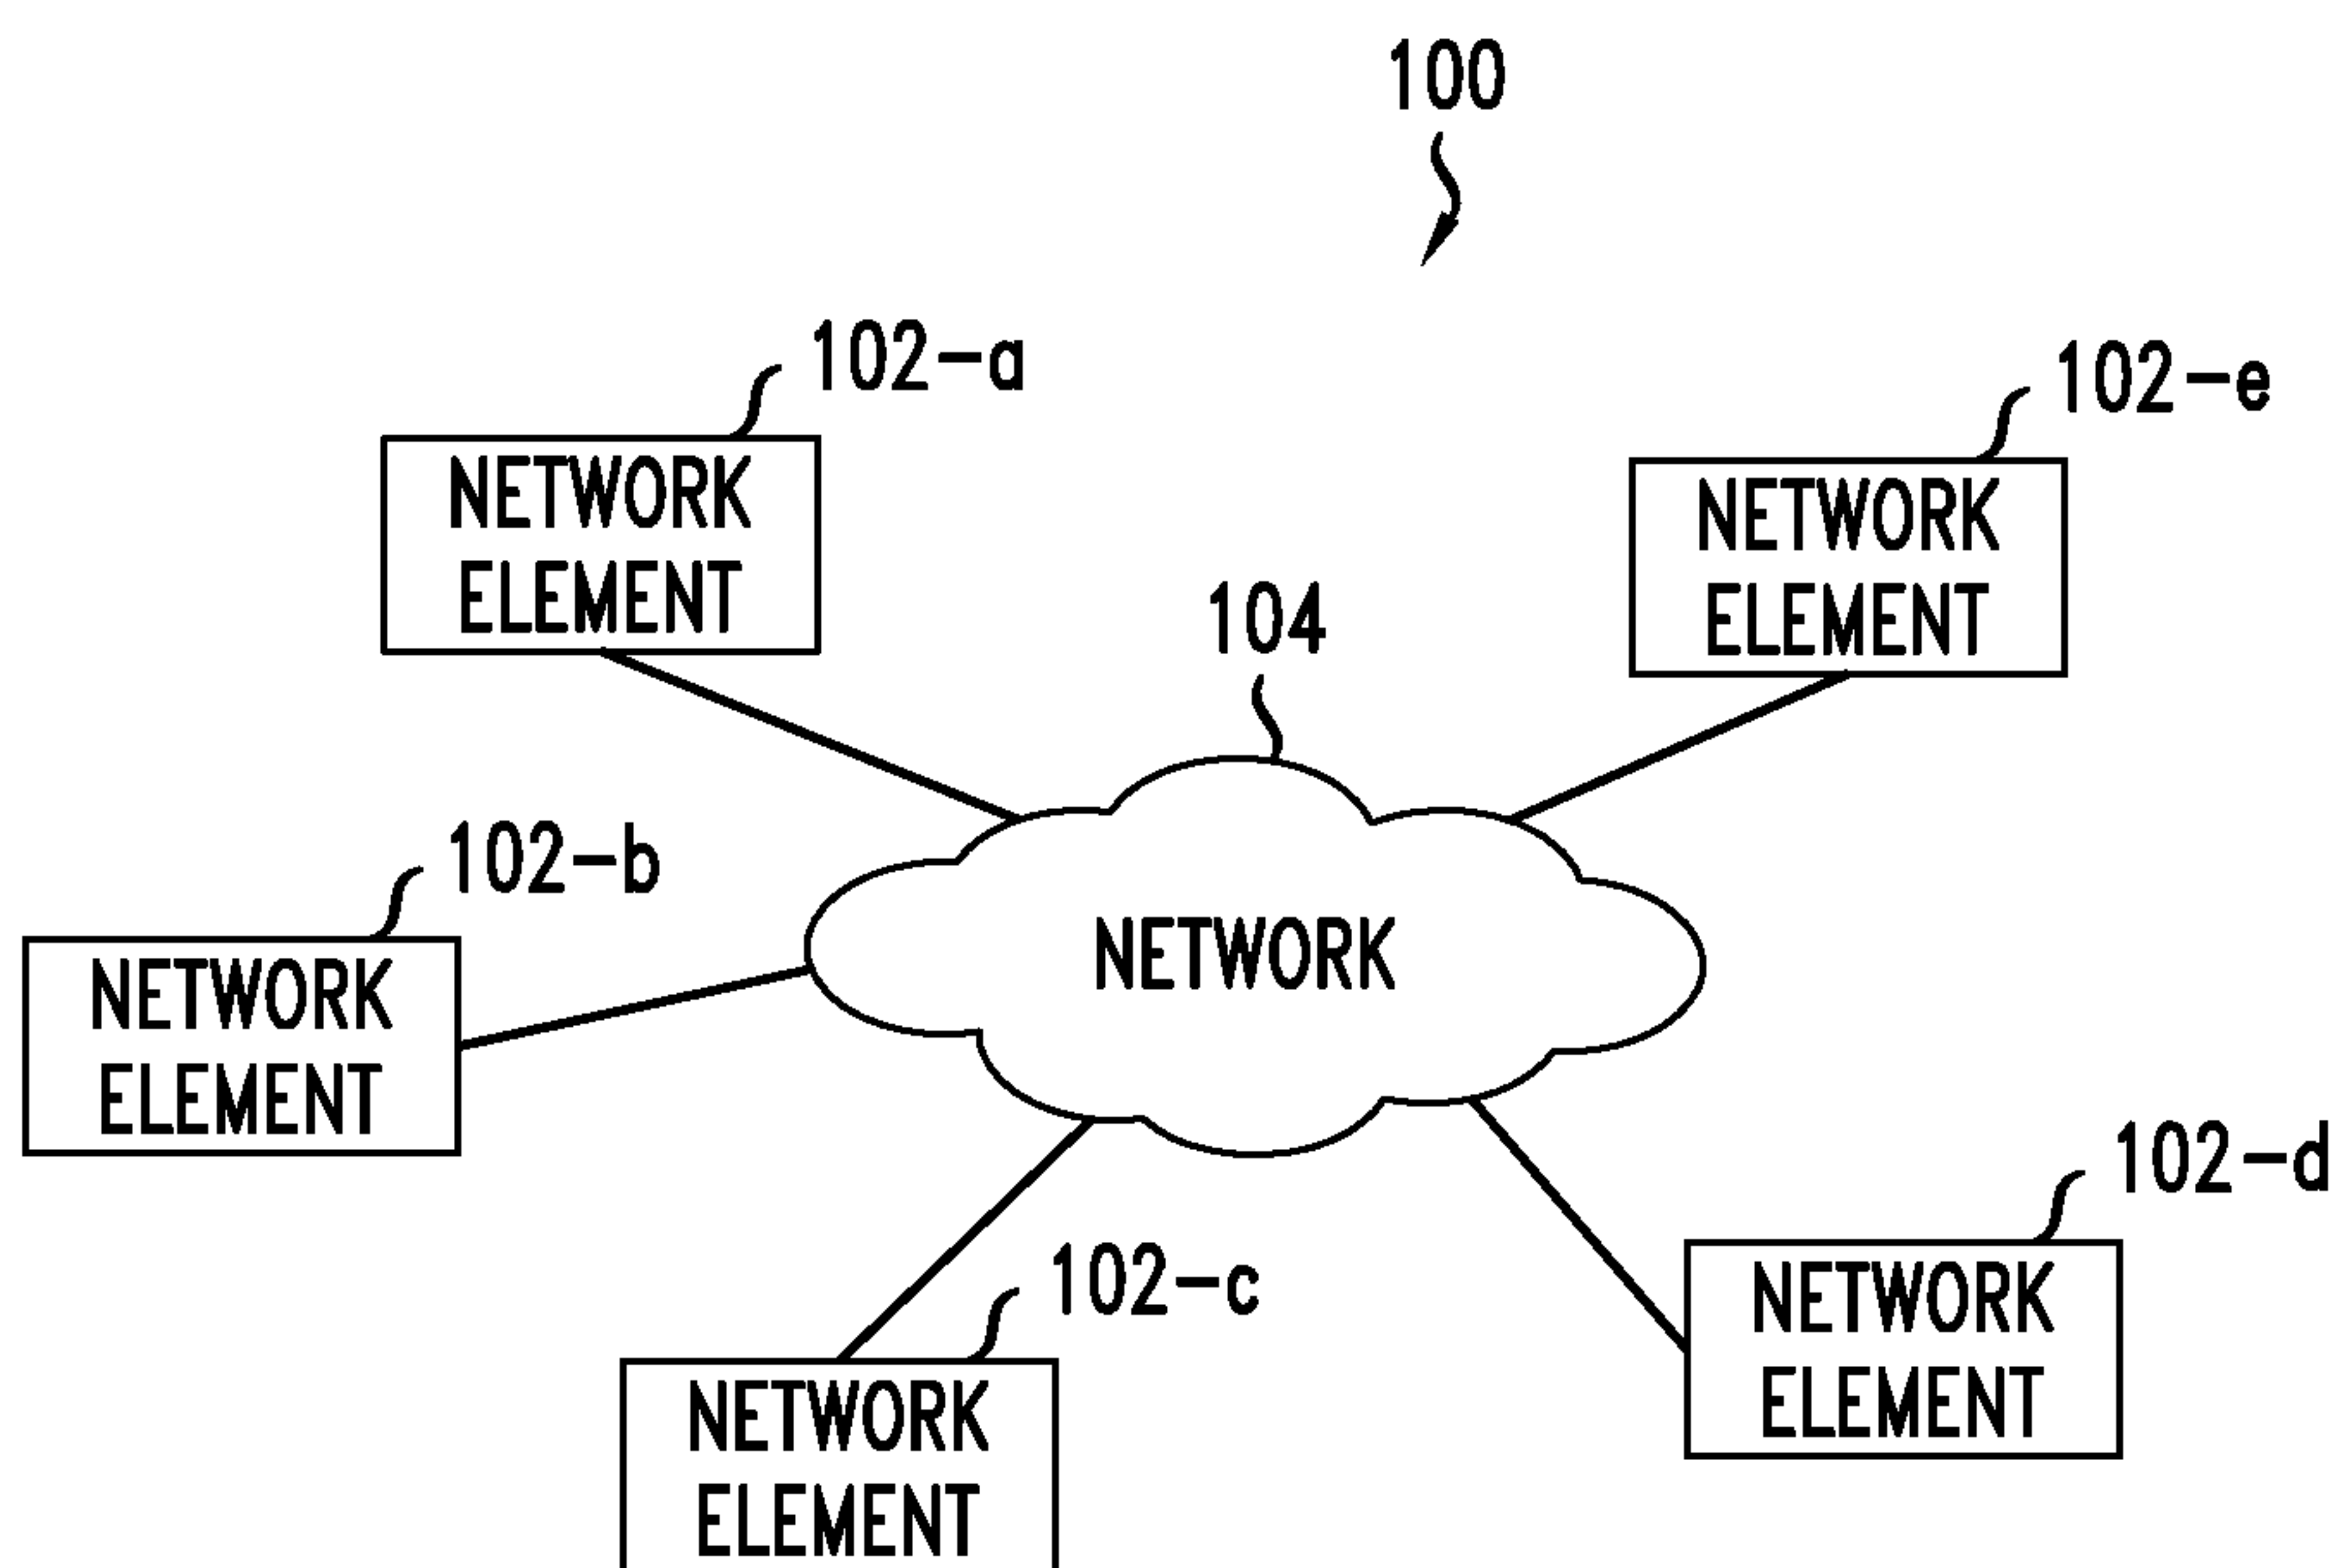 100
102-a
NETWORK
ELEMENT
102-e
NETWORK
ELEMENT
104
NETWORK
102-b
NETWORK
ELEMENT
102-c
NETWORK
ELEMENT
102-d
NETWORK
ELEMENT